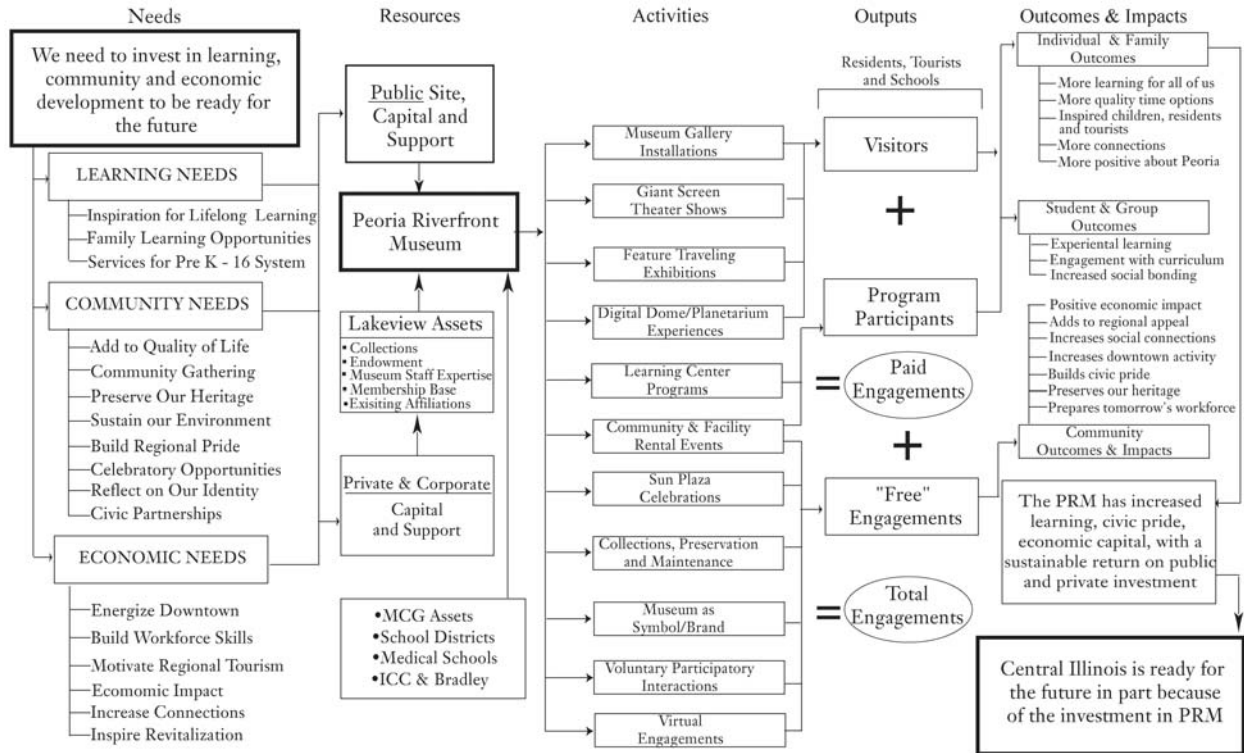 Needs
Resources
Activities
Outputs
Outcomes & Impacts
We need to invest in learning,
community and economic
development to be ready for
the future
LEARNING NEEDS
Inspiration for Lifelong Learning
Family Learning Opportunities
Services for Pre K - 16 System
COMMUNITY NEEDS
Add to Quality of Life
Community Gathering
Preserve Our Heritage
Sustain our Environment
Build Regional Pride
Celebratory Opportunities
Reflect on Our Identity
Civic Partnerships
ECONOMIC NEEDS
Energize Downtown
Build Workforce Skills
Motivate Regional Tourism
Economic Impact
Increase Connections
Inspire Revitalization
Public Site,
Capital and
Support
Peoria Riverfront
Museum
Lakeview Assets
▪ Collections
▪ Endowment
▪ Museum Staff Expertise
▪ Membership Base
▪ Exisiting Affiliations
Private & Corporate
Capital
and Support
•MCG Assets
•School Districts
•Medical Schools
•ICC & Bradley
Museum Gallery
Installations
Giant Screen
Theater Shows
Feature Traveling
Exhibitions
Digital Dome/Planetarium
Experiences
Learning Center
Programs
Community & Facility
Rental Events
Sun Plaza
Celebrations
Collections, Preservation
and Maintenance
Museum as
Symbol/Brand
Voluntary Participatory
Interactions
Virtual
Engagements
Residents, Tourists
and Schools
Visitors
+
Program
Participants
=
Paid
Engagements
+
"Free"
Engagements
=
Total
Engagements
Individual & Family
Outcomes
More learning for all of us
More quality time options
Inspired children, residents
and tourists
More connections
More positive about Peoria
Student & Group
Outcomes
Experiental learning
Engagement with curriculum
Increased social bonding
Positive economic impact
Adds to regional appeal
Increases social connections
Increases downtown activity
Builds civic pride
Preserves our heritage
Prepares tomorrow's workforce
Community
Outcomes & Impacts
The PRM has increased
learning, civic pride,
economic capital, with a
sustainable return on public
and private investment
Central Illinois is ready for
the future in part because
of the investment in PRM